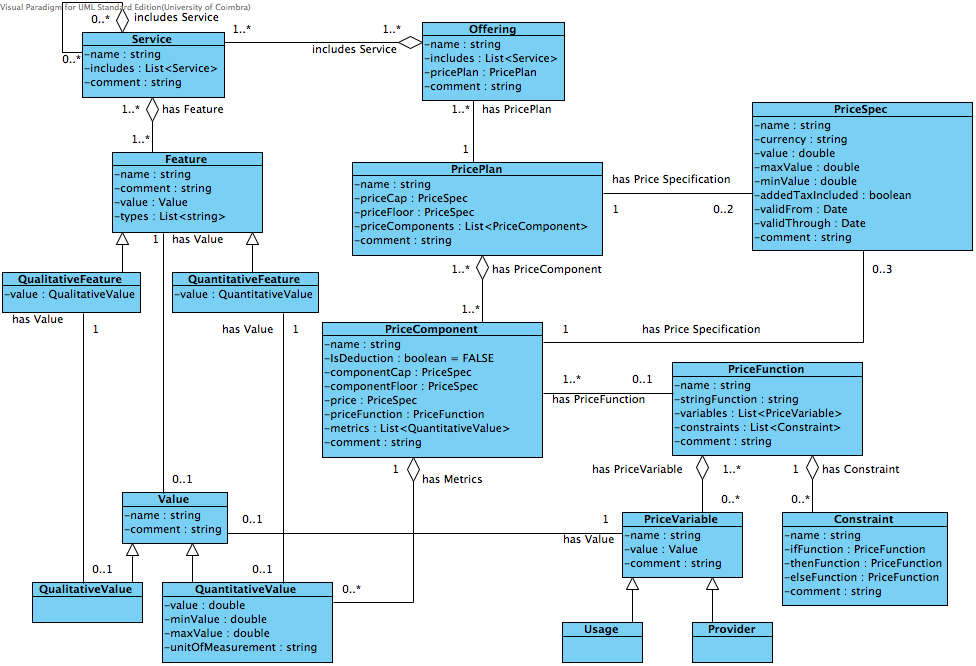 Visual Paradigm for UML Standard Edition(University of Coimbra)
0..*
includes Service
0..*
Service
-name : string
-includes : List<Service>
-comment : string
1..*
1..*
includes Service
Offering
-name : string
-includes : List<Service>
-pricePlan : PricePlan
-comment : string
1..*
has Feature
1..*
1..*
has PricePlan
1
Feature
-name : string
-comment : string
-value : Value
-types : List<string>
PricePlan
-name : string
-priceCap : PriceSpec
-priceFloor : PriceSpec
-priceComponents : List<PriceComponent>
-comment : string
has Price Specification
1
0..2
PriceSpec
-name : string
-currency : string
-value : double
-maxValue : double
-minValue : double
-addedTaxIncluded : boolean
-validFrom : Date
-validThrough : Date
-comment : string
1
has Value
QualitativeFeature
-value : QualitativeValue
QuantitativeFeature
-value : QuantitativeValue
1..*
has PriceComponent
1..*
0..3
has Value
1
has Value
1
PriceComponent
-name : string
-IsDeduction : boolean = FALSE
-componentCap : PriceSpec
-componentFloor : PriceSpec
-price : PriceSpec
-priceFunction : PriceFunction
-metrics : List<QuantitativeValue>
-comment : string
1
has Price Specification
1..*
0..1
has PriceFunction
PriceFunction
-name : string
-stringFunction : string
-variables : List<PriceVariable>
-constraints : List<Constraint>
-comment : string
1
has Metrics
has PriceVariable
1..*
1
has Constraint
0..1
0..*
0..*
Value
-name : string
-comment : string
0..1
1
has Value
PriceVariable
-name : string
-value : Value
-comment : string
Constraint
-name : string
-ifFunction : PriceFunction
-thenFunction : PriceFunction
-elseFunction : PriceFunction
-comment : string
0..1
0..1
0..*
QualitativeValue
QuantitativeValue
-value : double
-minValue : double
-maxValue : double
-unitOfMeasurement : string
Usage
Provider